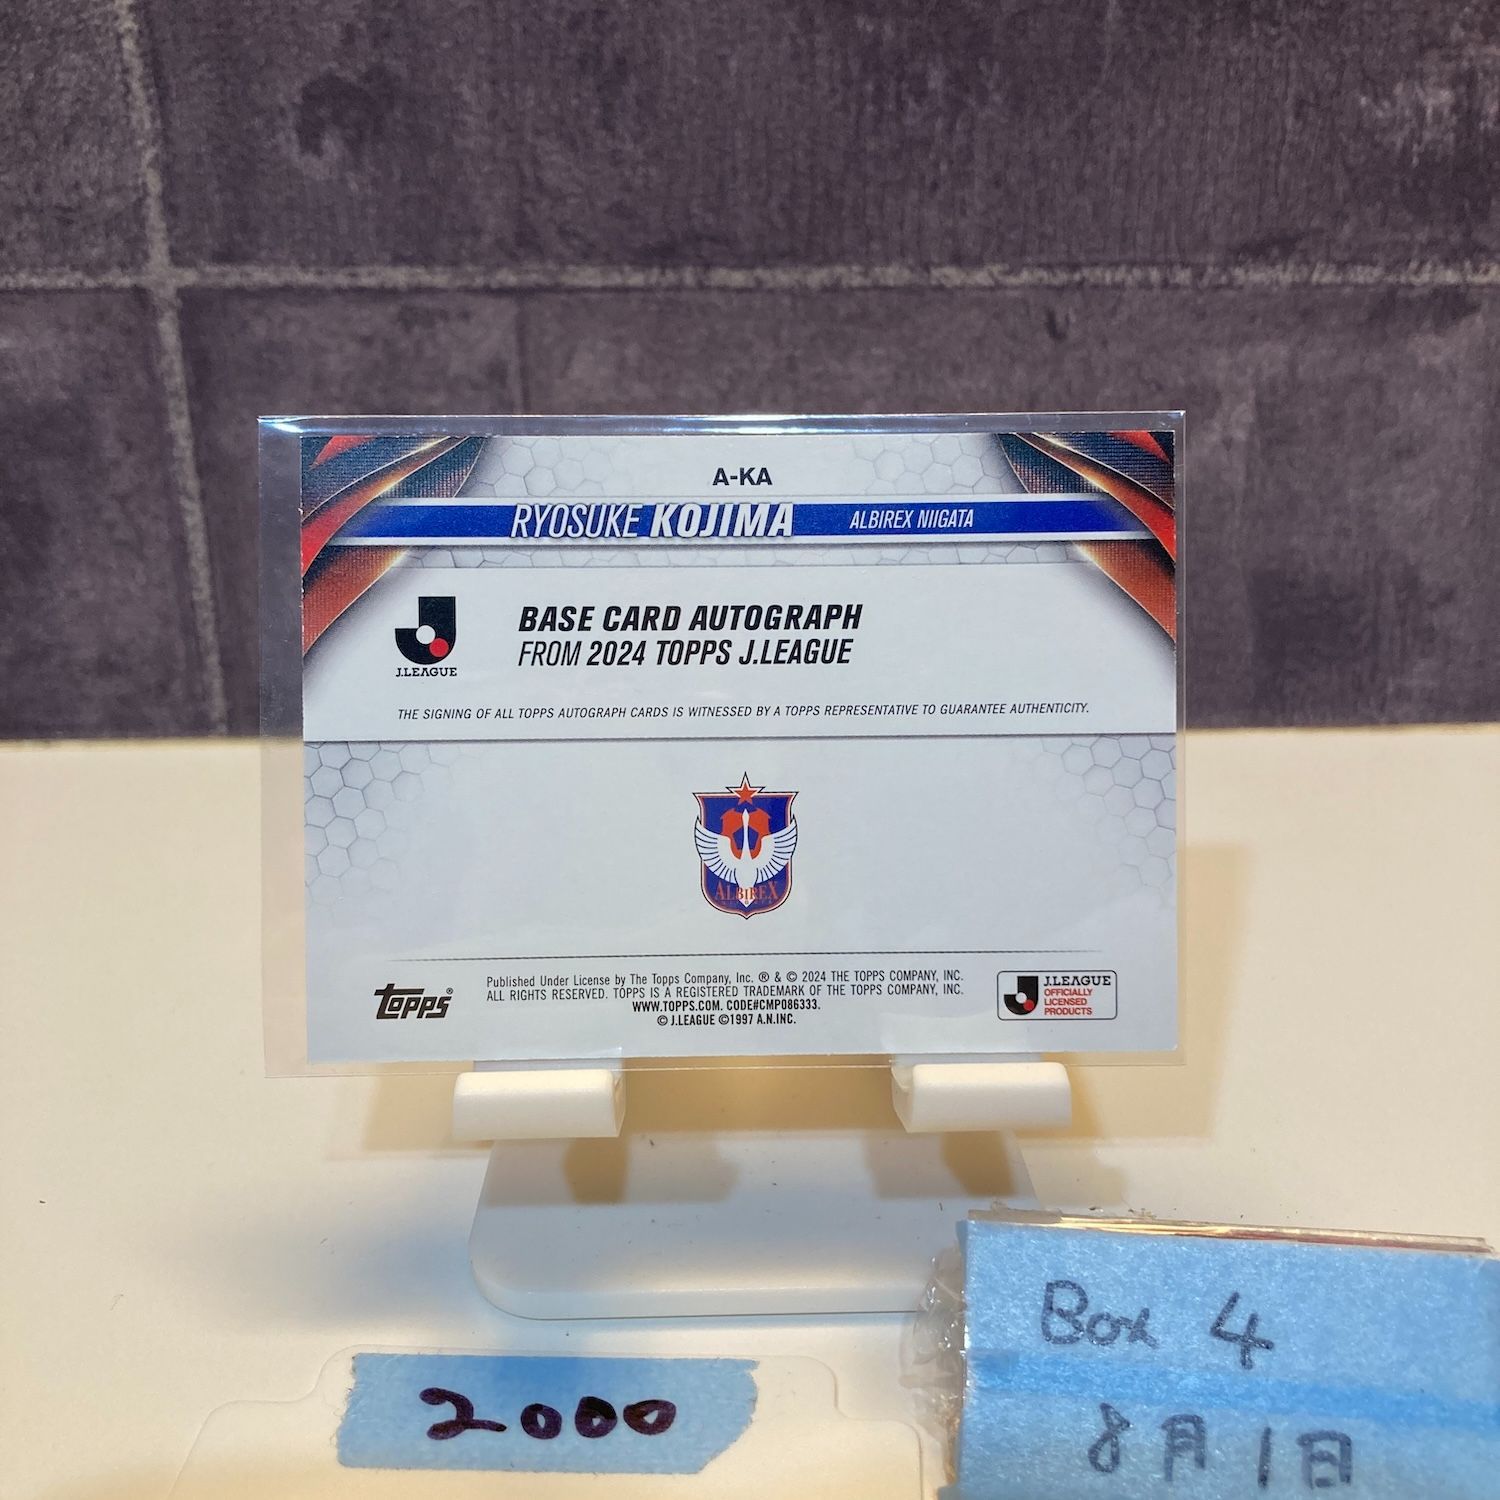 A-KA
RYOSUKE KOJIMA ALBIREX NIIGATA
J.LEAGUE
BASE CARD AUTOGRAPH
FROM 2024 TOPPS J.LEAGUE
THE SIGNING OF ALL TOPPS AUTOGRAPH CARDS IS WITNESSED BY A TOPPS REPRESENTATIVE TO GUARANTEE AUTHENTICITY.
ALBIREX
TOPPS®
Published Under License by The Topps Company, Inc. ® & © 2024 THE TOPPS COMPANY, INC.
ALL RIGHTS RESERVED. TOPPS IS A REGISTERED TRADEMARK OF THE TOPPS COMPANY, INC.
WWW.TOPPS.COM. CODE#CMP086333.
© J.LEAGUE ©1997 A.N.INC.
J.LEAGUE
OFFICIALLY
LICENSED
PRODUCTS
Box 4
8月1日
2000